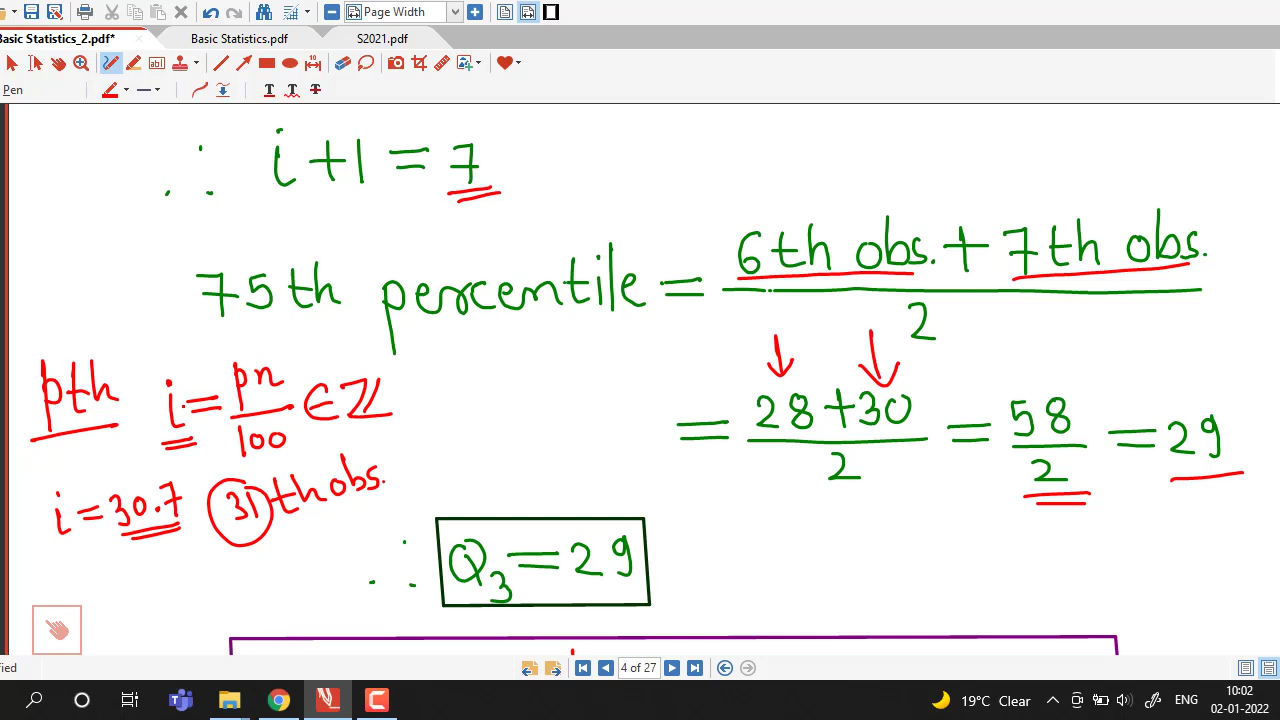 Page Width
Basic Statistics_2.pdf*
Basic Statistics.pdf
S2021.pdf
10
Pen
∴ i+1=7
75th percentile = (6th obs. + 7th obs.)/2
= (28+30)/2 = 58/2 = 29
pth i = pn/100 ∈ ℤ
i = 30.7 31 th obs.
∴ Q₃ = 29
fied
4 of 27
19°C Clear
ENG
10:02
02-01-2022